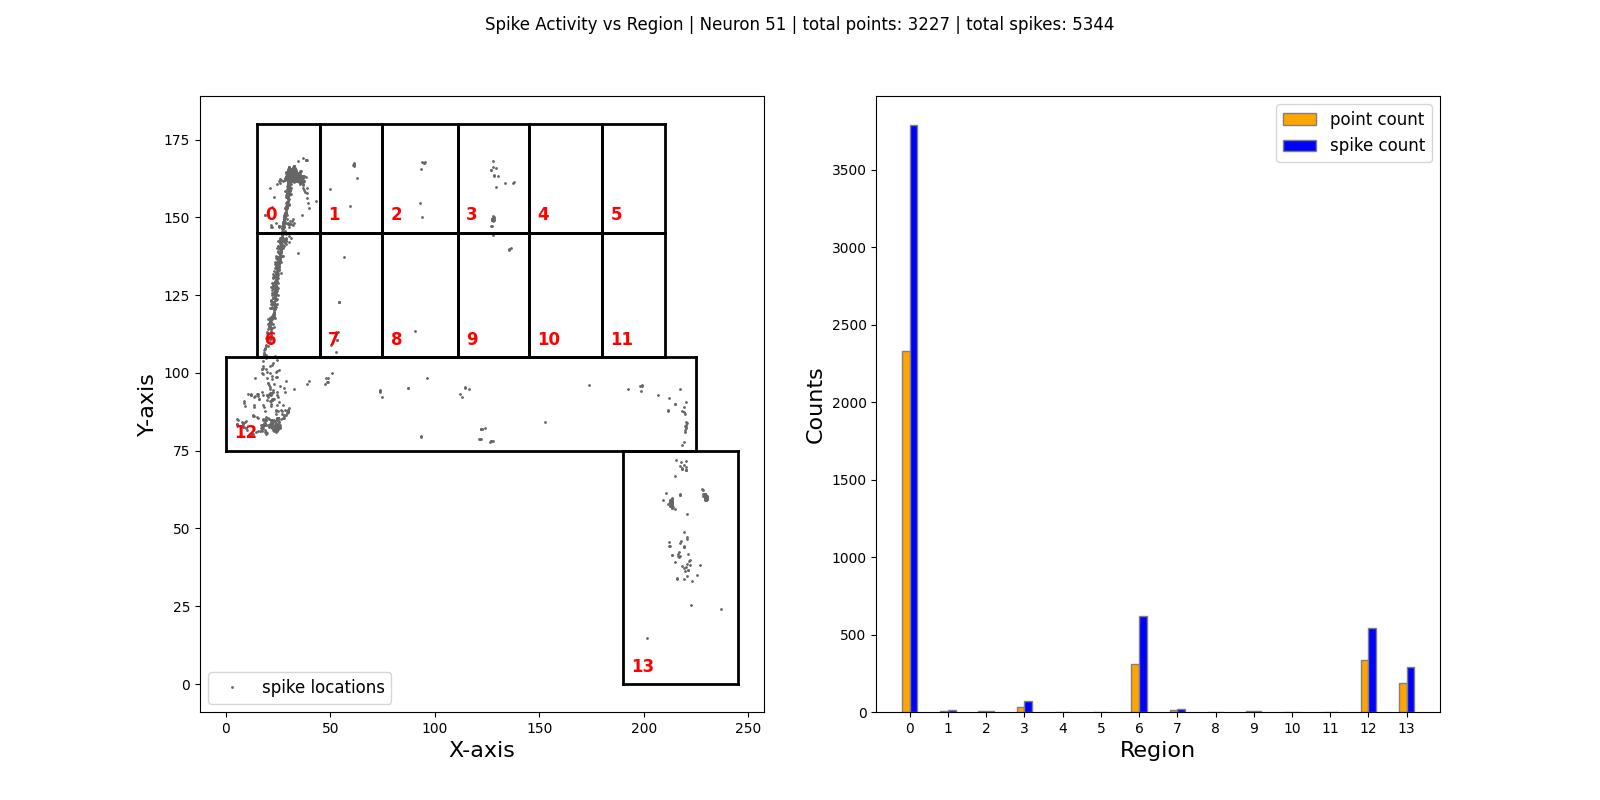 Spike Activity vs Region | Neuron 51 | total points: 3227 | total spikes: 5344
Y-axis
175
150
125
100
75
50
25
0
0 1 2 3 4 5
6 7 8 9 10 11
12
13
spike locations
0 50 100 150 200 250
X-axis
Counts
3500
3000
2500
2000
1500
1000
500
0
point count
spike count
0 1 2 3 4 5 6 7 8 9 10 11 12 13
Region